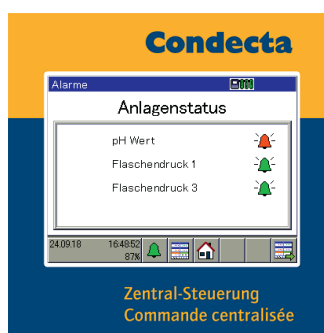 Condecta
Alarme
Anlagenstatus
pH Wert
Flaschendruck 1
Flaschendruck 3
24.09.18 16:48:52
87%
Zentral-Steuerung
Commande centralisée